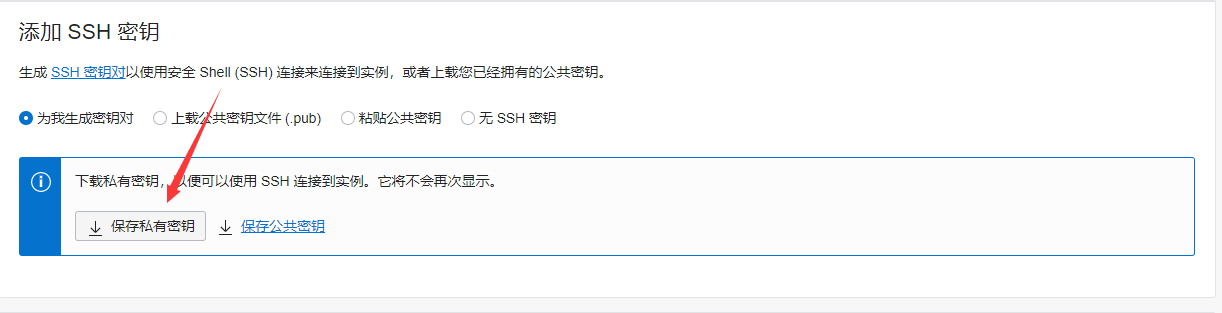 添加 SSH 密钥
生成 SSH 密钥对以使用安全 Shell (SSH) 连接来连接到实例，或者上载您已经拥有的公共密钥。
为我生成密钥对 上载公共密钥文件 (.pub) 粘贴公共密钥 无 SSH 密钥
下载私有密钥，以便可以使用 SSH 连接到实例。它将不会再次显示。
保存私有密钥 保存公共密钥